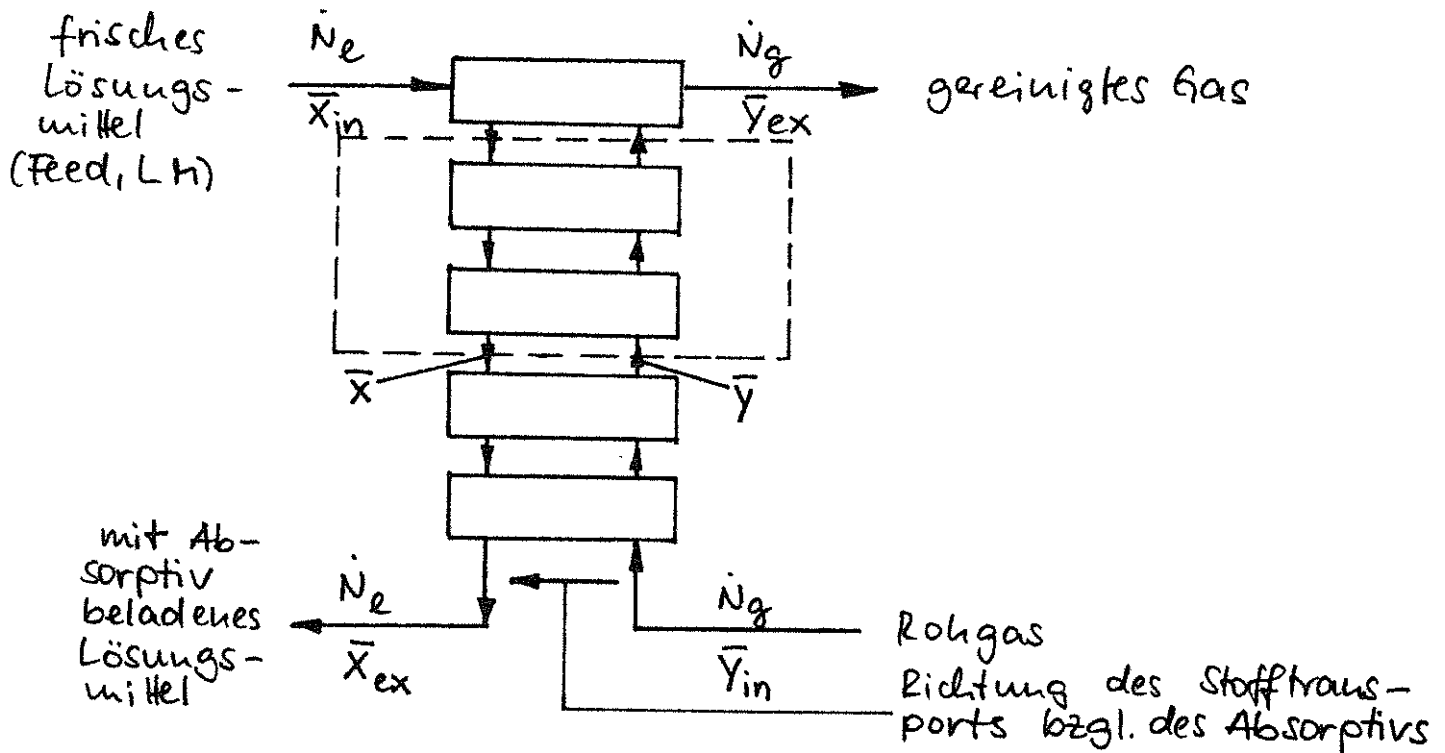 frisches
Lösungs-
mittel
(Feed, LM)
Ṅe
x̄in
Ṅg
ȳex
gereinigtes Gas
x̄
ȳ
mit Ab-
sorptiv
beladenes
Lösungs-
mittel
Ṅe
x̄ex
Ṅg
ȳin
Rohgas
Richtung des Stofftrans-
ports bzgl. des Absorptivs